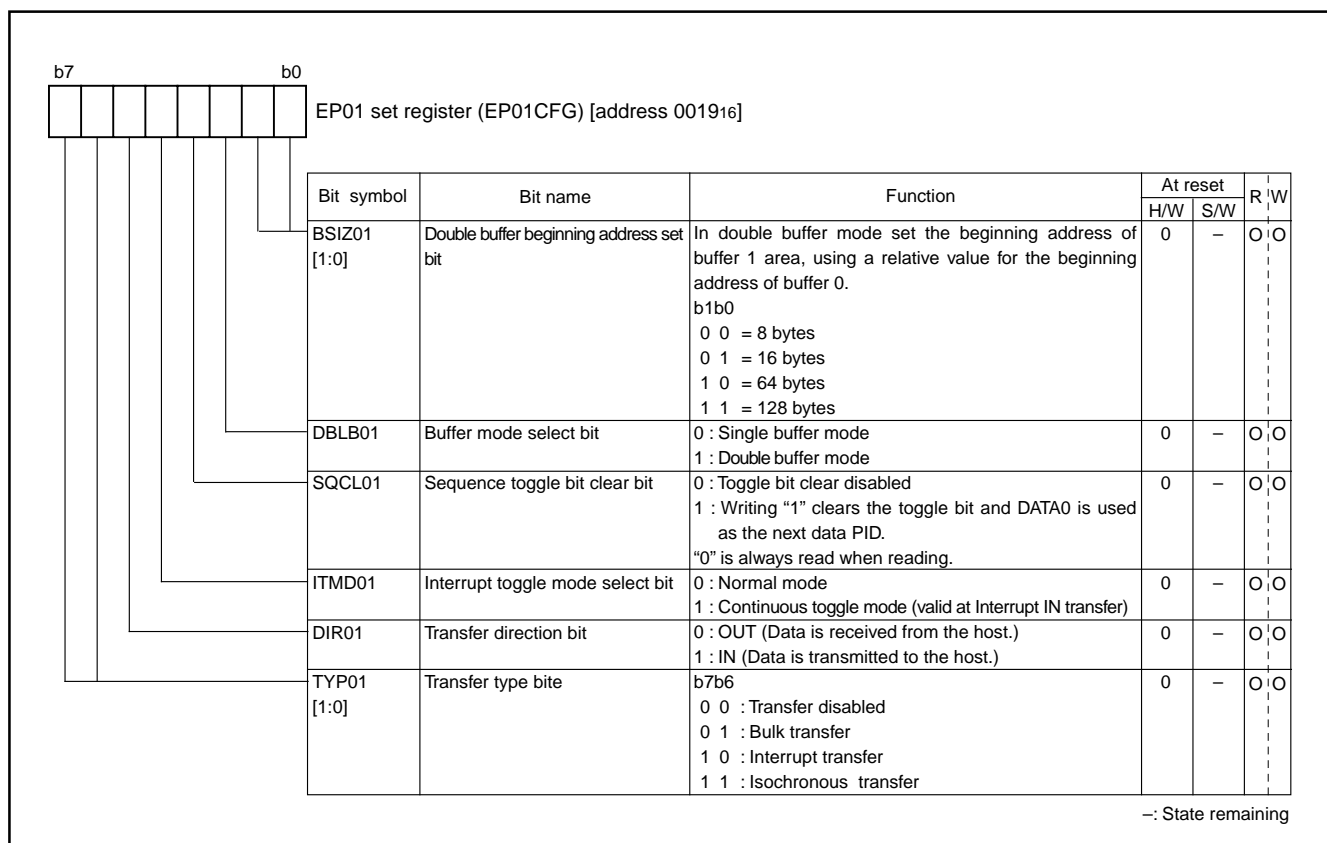 b7 b0
EP01 set register (EP01CFG) [address 001916]
Bit symbol Bit name Function At reset R W
H/W S/W
BSIZ01 Double buffer beginning address set In double buffer mode set the beginning address of 0 – O O
[1:0] bit buffer 1 area, using a relative value for the beginning
address of buffer 0.
b1b0
0 0 = 8 bytes
0 1 = 16 bytes
1 0 = 64 bytes
1 1 = 128 bytes
DBLB01 Buffer mode select bit 0 : Single buffer mode 0 – O O
1 : Double buffer mode
SQCL01 Sequence toggle bit clear bit 0 : Toggle bit clear disabled 0 – O O
1 : Writing “1” clears the toggle bit and DATA0 is used
as the next data PID.
“0” is always read when reading.
ITMD01 Interrupt toggle mode select bit 0 : Normal mode 0 – O O
1 : Continuous toggle mode (valid at Interrupt IN transfer)
DIR01 Transfer direction bit 0 : OUT (Data is received from the host.) 0 – O O
1 : IN (Data is transmitted to the host.)
TYP01 Transfer type bite b7b6 0 – O O
[1:0] 0 0 : Transfer disabled
0 1 : Bulk transfer
1 0 : Interrupt transfer
1 1 : Isochronous transfer
–: State remaining